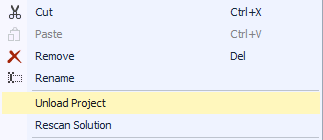 Cut Ctrl+X
Paste Ctrl+V
Remove Del
Rename
Unload Project
Rescan Solution